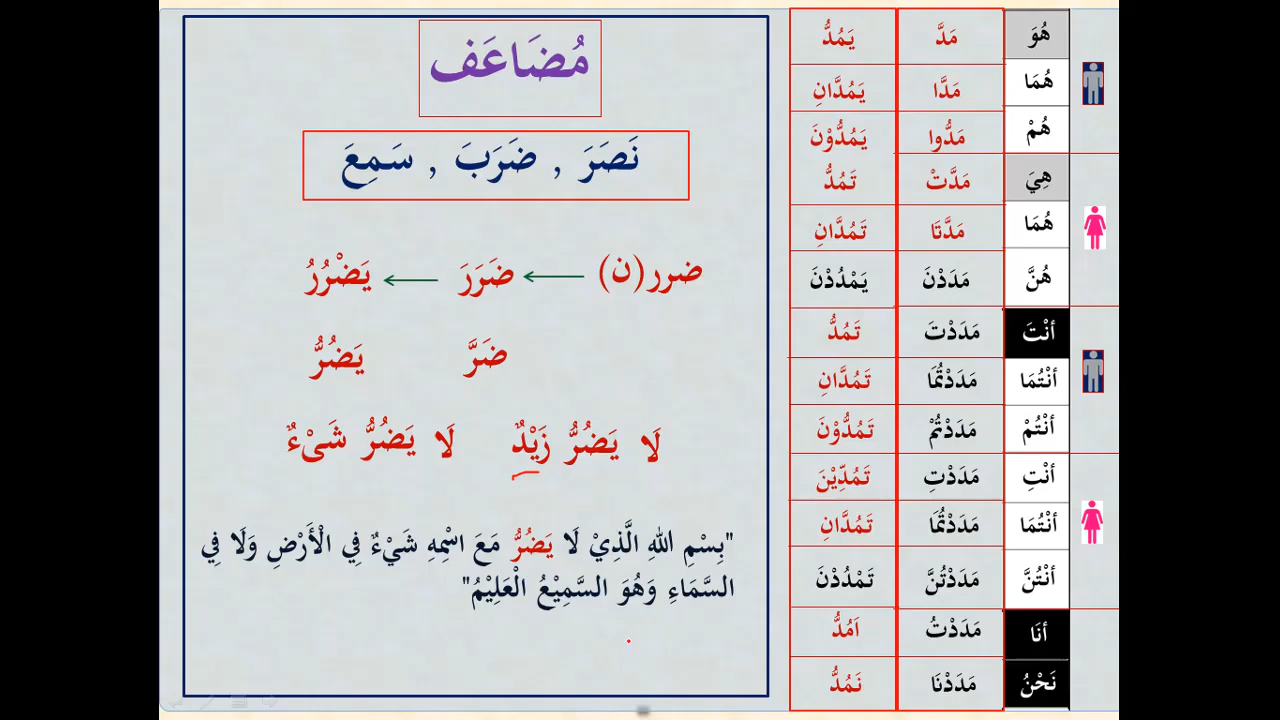 مُضَاعَف
نَصَرَ , ضَرَبَ , سَمِعَ
ضرر(ن) ← ضَرَرَ ← يَضْرُرُ
ضَرَّ يَضُرُّ
لَا يَضُرُّ زَيْدٌ لَا يَضُرُّ شَىْءٌ
"بِسْمِ اللهِ الَّذِيْ لَا يَضُرُّ مَعَ اسْمِهِ شَيْءٌ فِي الْأَرْضِ وَلَا فِي
السَّمَاءِ وَهُوَ السَّمِيْعُ الْعَلِيْمُ"
هُوَ مَدَّ يَمُدُّ
هُمَا مَدَّا يَمُدَّانِ
هُمْ مَدُّوا يَمُدُّوْنَ
هِيَ مَدَّتْ تَمُدُّ
هُمَا مَدَّتَا تَمُدَّانِ
هُنَّ مَدَدْنَ يَمْدُدْنَ
أَنْتَ مَدَدْتَ تَمُدُّ
أَنْتُمَا مَدَدْتُمَا تَمُدَّانِ
أَنْتُمْ مَدَدْتُمْ تَمُدُّوْنَ
أَنْتِ مَدَدْتِ تَمُدِّيْنَ
أَنْتُمَا مَدَدْتُمَا تَمُدَّانِ
أَنْتُنَّ مَدَدْتُنَّ تَمْدُدْنَ
أَنَا مَدَدْتُ اَمُدُّ
نَحْنُ مَدَدْنَا نَمُدُّ